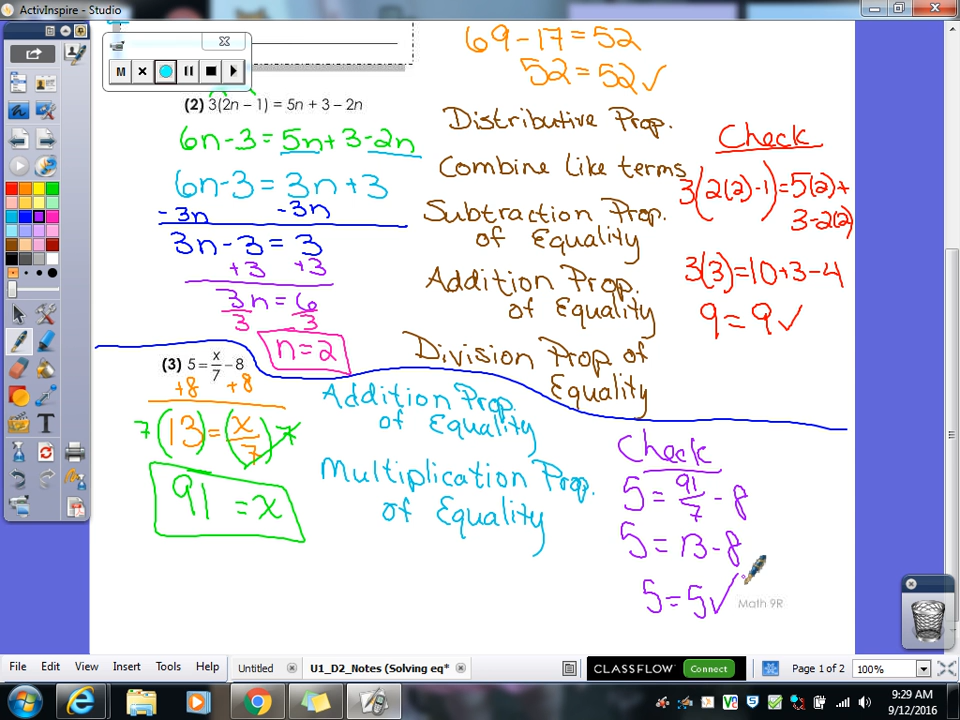 ActivInspire - Studio
M
69 - 17 = 52
52 = 52 ✓
(2) 3(2n – 1) = 5n + 3 – 2n
6n - 3 = 5n + 3 - 2n
Distributive Prop.
6n - 3 = 3n + 3
Combine like terms
- 3n - 3n
Subtraction Prop.
of Equality
3n - 3 = 3
+3 +3
Addition Prop.
of Equality
3n = 6
3 3
n = 2
Division Prop of
Equality
Check
3(2(2)-1) = 5(2) +
3 - 2(2)
3(3) = 10 + 3 - 4
9 = 9 ✓
(3) 5 = x/7 – 8
+8 +8
Addition Prop.
of Equality
7(13) = (x/7)7
Multiplication Prop.
of Equality
91 = x
Check
5 = 91/7 - 8
5 = 13 - 8
5 = 5 ✓
Math 9R
File Edit View Insert Tools Help
Untitled
U1_D2_Notes (Solving eq*
CLASSFLOW Connect
Page 1 of 2
100%
9:29 AM
9/12/2016